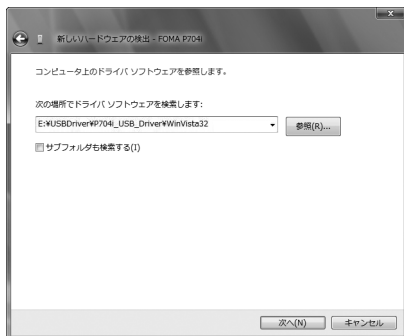 新しいハードウェアの検出 - FOMA P704i
コンピュータ上のドライバ ソフトウェアを参照します。
次の場所でドライバ ソフトウェアを検索します:
E:¥USBDriver¥P704i_USB_Driver¥WinVista32
参照(R)...
サブフォルダも検索する(I)
次へ(N)
キャンセル